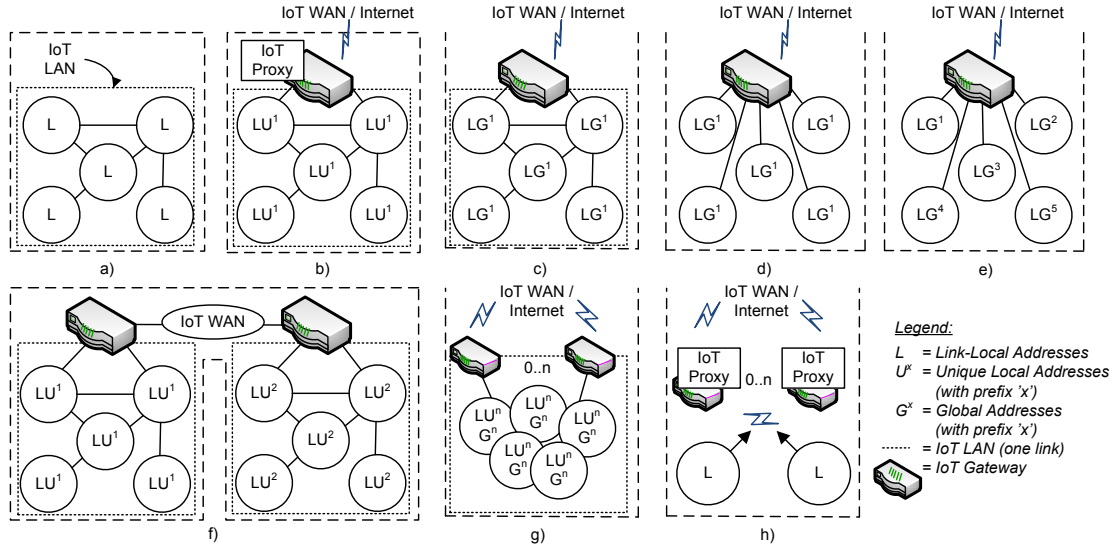 IoT
LAN
L
L
L
L
L
a)
IoT WAN / Internet
IoT
Proxy
LU¹
LU¹
LU¹
LU¹
LU¹
b)
IoT WAN / Internet
LG¹
LG¹
LG¹
LG¹
LG¹
c)
IoT WAN / Internet
LG¹
LG¹
LG¹
LG¹
LG¹
d)
IoT WAN / Internet
LG¹
LG²
LG³
LG⁴
LG⁵
e)
IoT WAN
LU¹
LU¹
LU¹
LU¹
LU¹
LU²
LU²
LU²
LU²
LU²
f)
IoT WAN /
Internet
0..n
LUⁿ
Gⁿ
LUⁿ
Gⁿ
LUⁿ
Gⁿ
LUⁿ
Gⁿ
LUⁿ
Gⁿ
g)
IoT WAN /
Internet
IoT
Proxy
0..n
IoT
Proxy
L
L
h)
Legend:
L = Link-Local Addresses
Uˣ = Unique Local Addresses
(with prefix 'x')
Gˣ = Global Addresses
(with prefix 'x')
= IoT LAN (one link)
= IoT Gateway